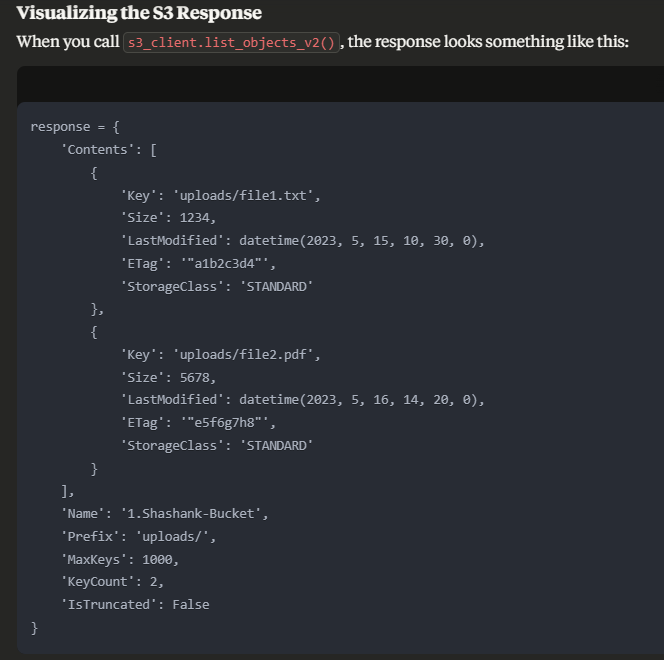 Visualizing the S3 Response
When you call s3_client.list_objects_v2(), the response looks something like this:
response = {
    'Contents': [
        {
            'Key': 'uploads/file1.txt',
            'Size': 1234,
            'LastModified': datetime(2023, 5, 15, 10, 30, 0),
            'ETag': '"a1b2c3d4"',
            'StorageClass': 'STANDARD'
        },
        {
            'Key': 'uploads/file2.pdf',
            'Size': 5678,
            'LastModified': datetime(2023, 5, 16, 14, 20, 0),
            'ETag': '"e5f6g7h8"',
            'StorageClass': 'STANDARD'
        }
    ],
    'Name': '1.Shashank-Bucket',
    'Prefix': 'uploads/',
    'MaxKeys': 1000,
    'KeyCount': 2,
    'IsTruncated': False
}